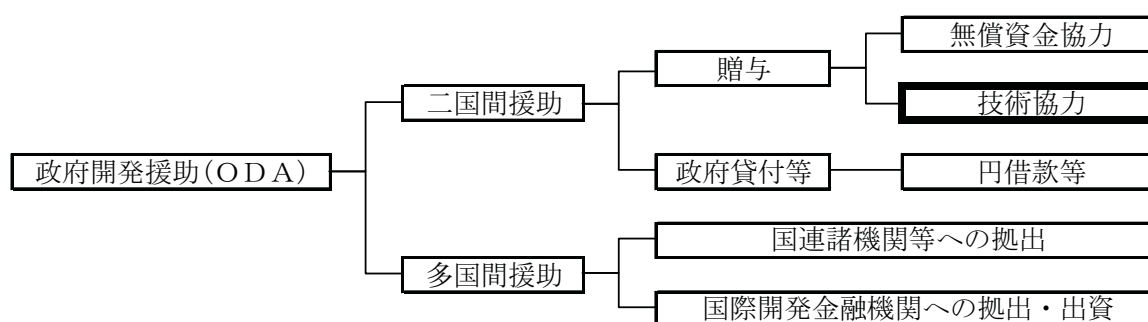 無償資金協力
贈与
技術協力
二国間援助
政府開発援助(ＯＤＡ)
政府貸付等
円借款等
国連諸機関等への拠出
多国間援助
国際開発金融機関への拠出・出資